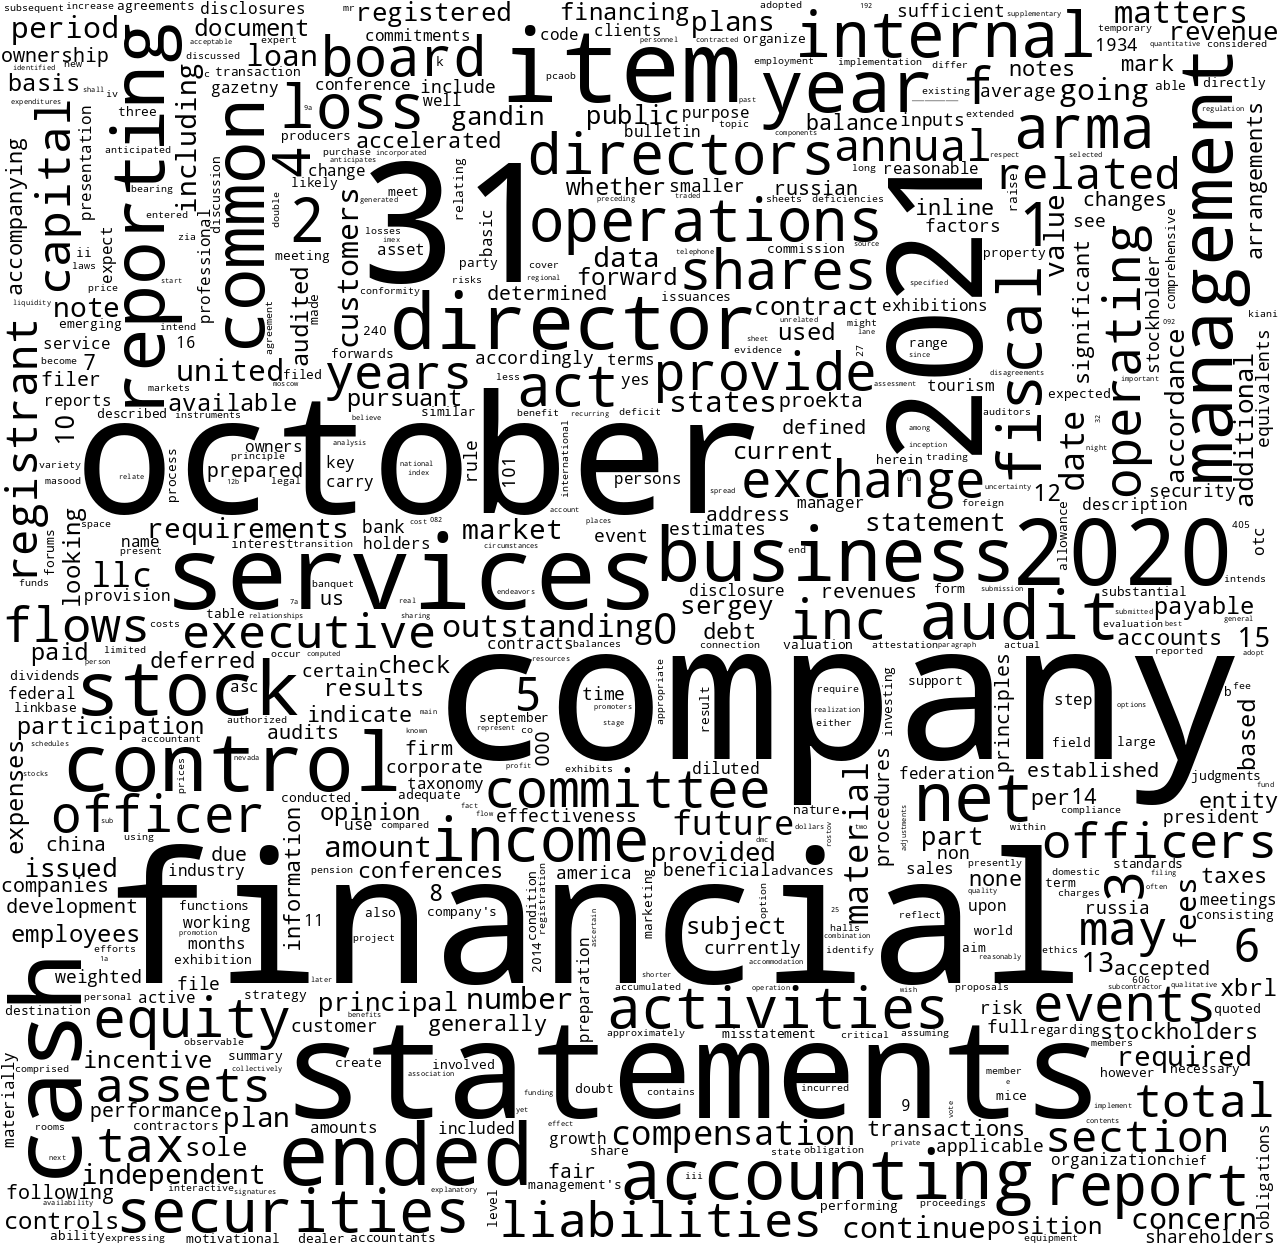 subsequent increase agreements disclosures mr registered financing code clients plans adopted 192 sufficient supplementary matters
period document commitments organize personnel contracted internal temporary quantitative considered revenue
ownership acceptable expert discussed loan board k item employment implementation differ 1934 mark
identified new basis transaction conference include pcaob year f notes able directly
expenditures shall iv c gazetny well past existing average going
three reporting including common loss 9a gandin public purpose balance inputs extended arma management regulation
anticipated producers accelerated bulletin topic components annual respect selected
presentation capital 4 purchase incorporated change anticipates directors long reasonable related arrangements
accompanying bearing discussion likely 31 meet relating whether smaller russian sheets deficiencies raise changes
entered double 2 generated basic preceding traded inline value see
ii zia customers losses imex asset operations commission source factors 1
laws expect professional meeting party data telephone property significant comprehensive
price start audited made risks cover regional shares 2021 specified stockholder
liquidity note intend agreement conformity director determined forward issuances contract exhibitions fiscal operating
emerging 16 240 unrelated used might lane 27 range kiani
service become 7 united filed forwards sheet evidence since disagreements
registrant filer markets moscow years accordingly terms provide assessment tourism important accordance additional equivalents
reports available less act yes auditors expected date
described instruments pursuant similar benefit deficit recurring states proekta among 32
10 october believe defined inception
variety owners analysis rule current herein trading night
masood process principle key national index 101 international persons exchange u uncertainty security
relate prepared 12b legal carry spread manager foreign 12 description
looking space requirements bank cost 082 account places address statement allowance 405 otc
name present interest transition holders market event estimates business 2020
forums funds llc services circumstances end intends
provision banquet us endeavors disclosure form submission substantial
table relationships 7a real sharing sergey revenues submitted payable
flows costs executive outstanding 0 debt inc audit evaluation best general 15
paid limited person deferred occur computed contracts balances connection valuation attestation paragraph actual accounts reported adopt
dividends stock asc certain check company resources time appropriate require support principles step b fee
federal linkbase authorized results 5 promoters result realization investing options
participation indicate main september stage either based
schedules accountant audits known represent co 000 field large
stocks control nevada firm profit exhibits diluted procedures federation established judgments fund
expenses prices corporate taxonomy committee net compliance entity
officer conducted adequate fact flow nature per 14 president
sub opinion effectiveness future dollars two rostov adjustments part within officers
china using use compared income provided dmc material non
issued due amount presently standards filing
companies industry information pension conferences america beneficial advances sales none domestic term often 3 taxes
development functions financial 8 company's condition registration marketing option 25 reflect quality charges russia meetings
working 11 also 2014 subject halls combination upon may fees consisting
employees promotion project currently identify world 6
efforts months ascertain aim ethics 13 accepted
1a exhibition later preparation shorter accommodation reasonably 606
weighted file strategy accumulated operation wish proposals subcontractor qualitative xbrl
destination personal active principal number activities risk events quoted
cash equity customer benefits generally approximately misstatement critical assuming full regarding stockholders
observable statements members
materially comprised incentive summary collectively create involved doubt member e however required necessary
assets association funding contains incurred mice
rooms performance plan yet 9 vote implement total
contractors amounts included effect growth compensation transactions contents
tax sole share state obligation private applicable section
next independent ended fair accounting organization chief
following interactive signatures explanatory management's iii report obligations
availability securities level liabilities performing proceedings concern
controls continue position
ability expressing motivational dealer accountants equipment shareholders